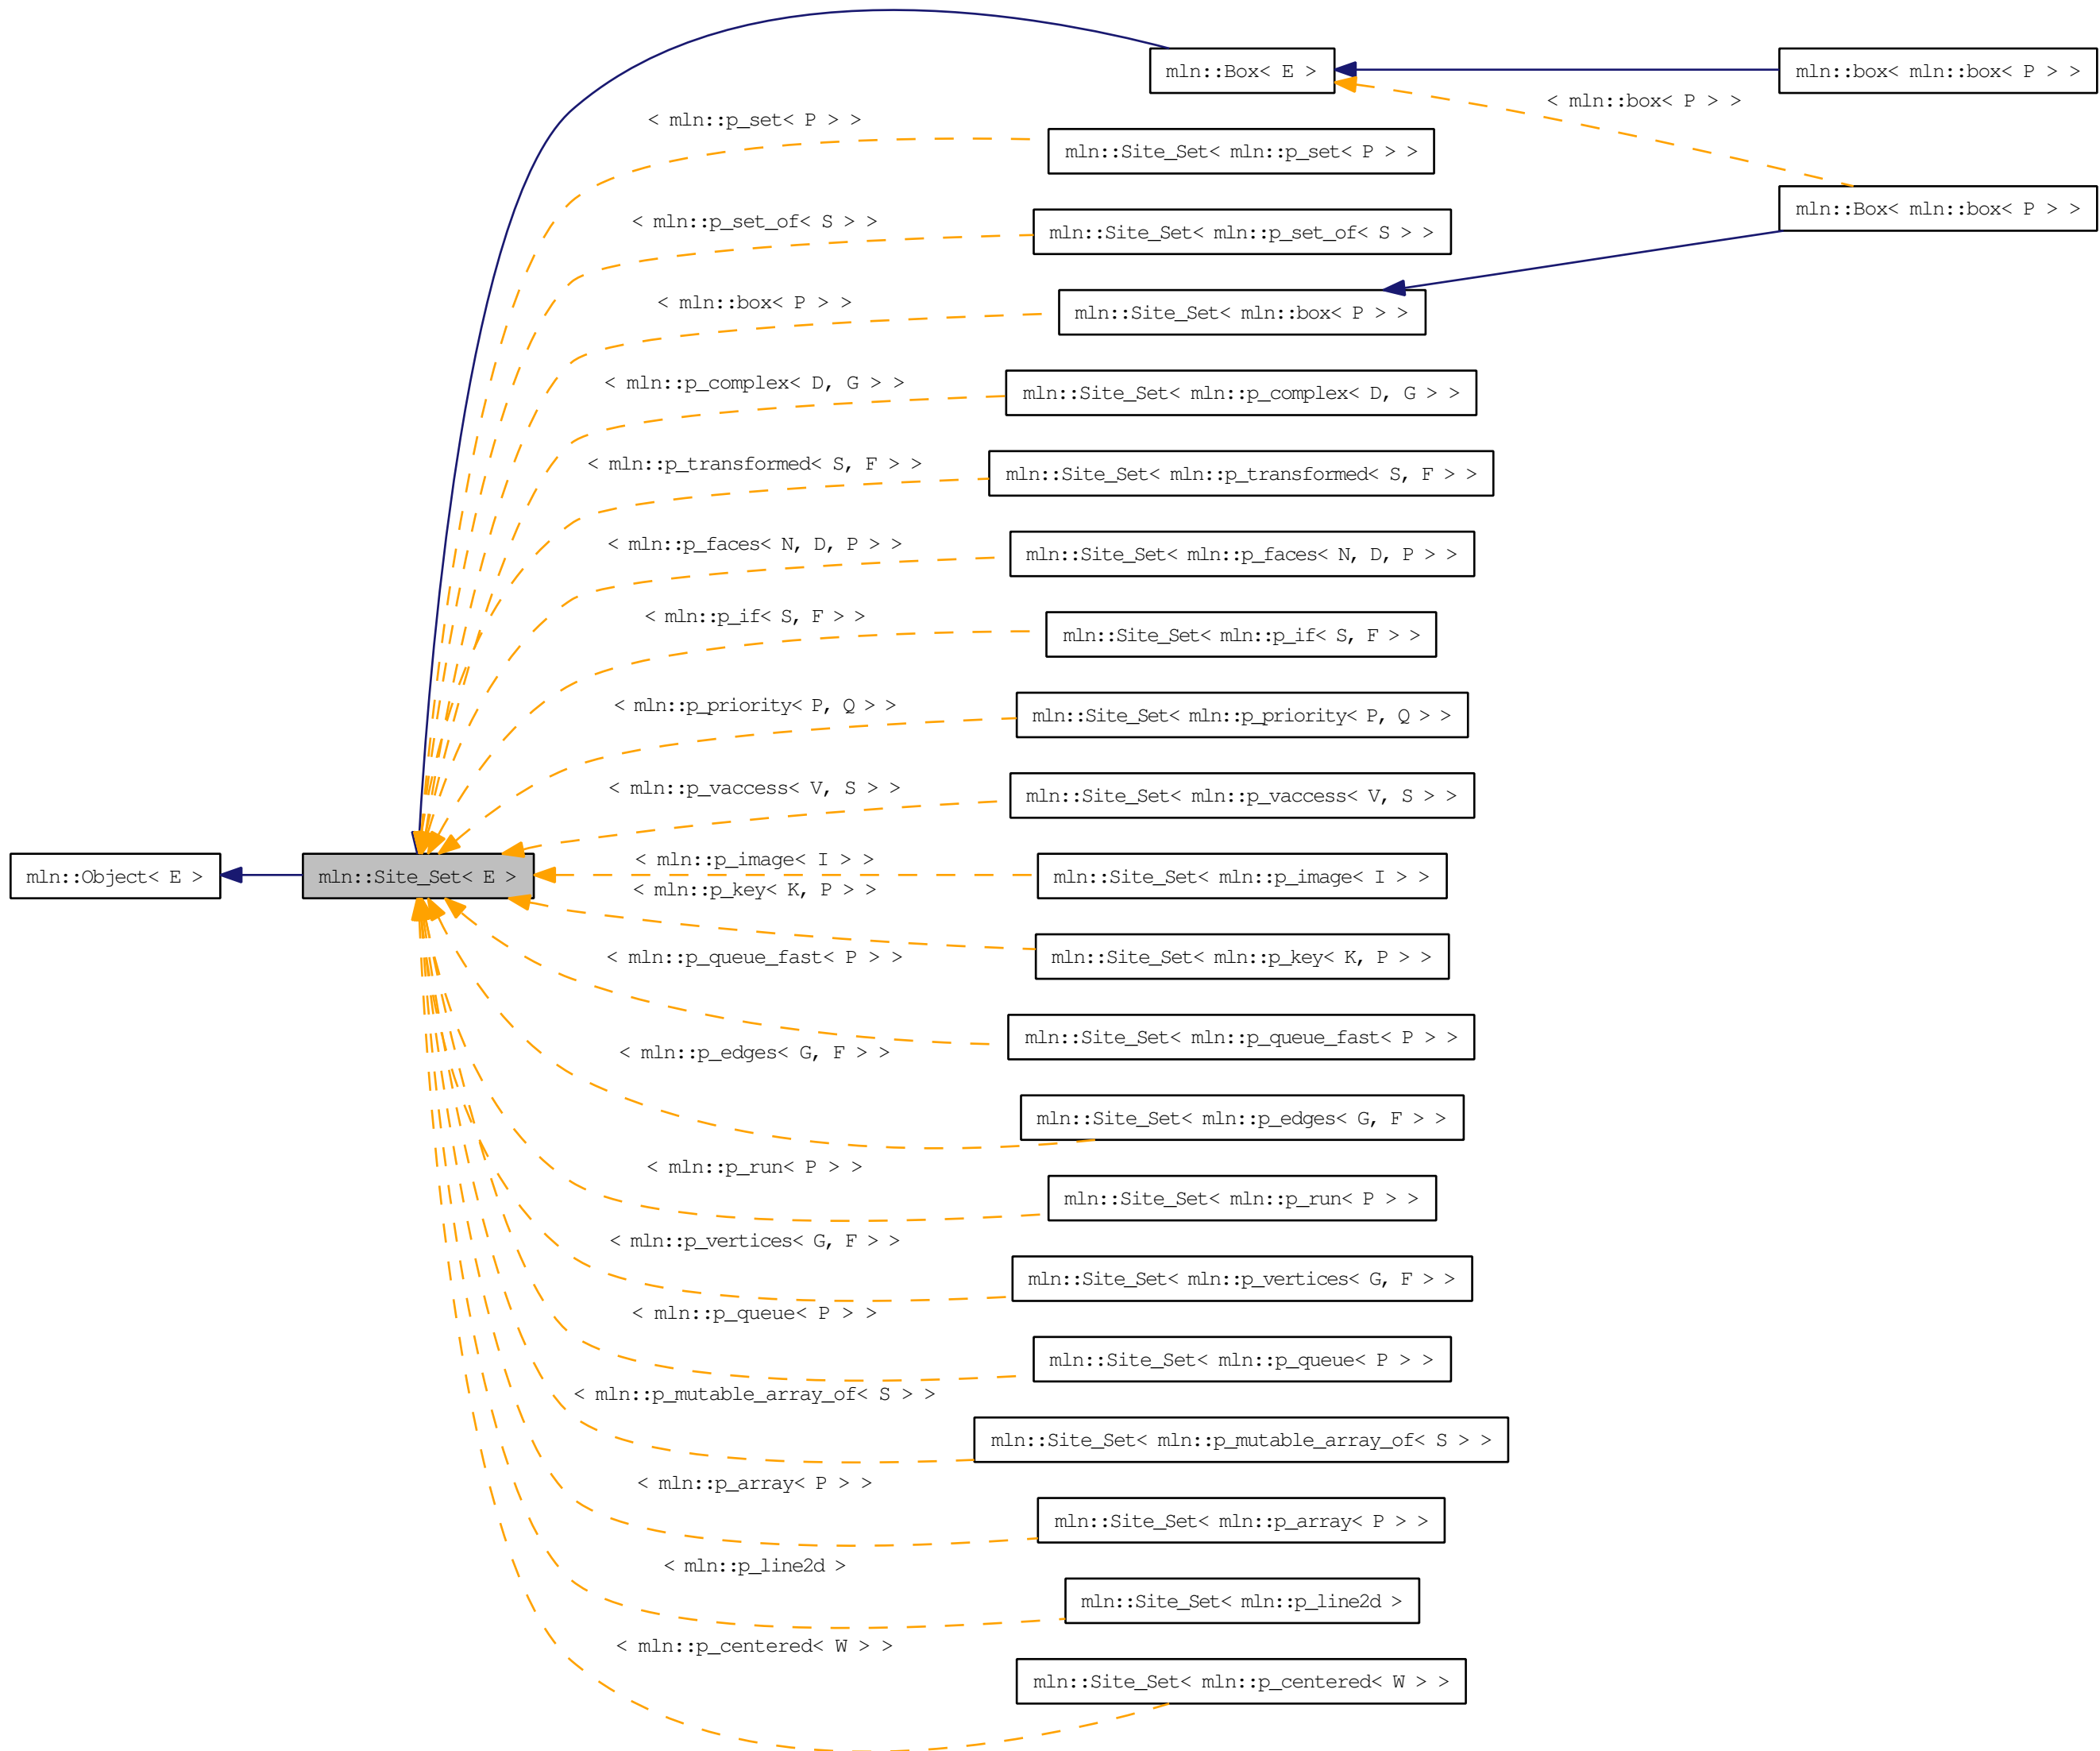 mln::Box< E >
mln::box< mln::box< P > >
< mln::box< P > >
< mln::p_set< P > >
mln::Site_Set< mln::p_set< P > >
mln::Box< mln::box< P > >
< mln::p_set_of< S > >
mln::Site_Set< mln::p_set_of< S > >
< mln::box< P > >
mln::Site_Set< mln::box< P > >
< mln::p_complex< D, G > >
mln::Site_Set< mln::p_complex< D, G > >
< mln::p_transformed< S, F > >
mln::Site_Set< mln::p_transformed< S, F > >
< mln::p_faces< N, D, P > >
mln::Site_Set< mln::p_faces< N, D, P > >
< mln::p_if< S, F > >
mln::Site_Set< mln::p_if< S, F > >
< mln::p_priority< P, Q > >
mln::Site_Set< mln::p_priority< P, Q > >
< mln::p_vaccess< V, S > >
mln::Site_Set< mln::p_vaccess< V, S > >
mln::Object< E >
mln::Site_Set< E >
< mln::p_image< I > >
mln::Site_Set< mln::p_image< I > >
< mln::p_key< K, P > >
mln::Site_Set< mln::p_key< K, P > >
< mln::p_queue_fast< P > >
mln::Site_Set< mln::p_queue_fast< P > >
< mln::p_edges< G, F > >
mln::Site_Set< mln::p_edges< G, F > >
< mln::p_run< P > >
mln::Site_Set< mln::p_run< P > >
< mln::p_vertices< G, F > >
mln::Site_Set< mln::p_vertices< G, F > >
< mln::p_queue< P > >
mln::Site_Set< mln::p_queue< P > >
< mln::p_mutable_array_of< S > >
mln::Site_Set< mln::p_mutable_array_of< S > >
< mln::p_array< P > >
mln::Site_Set< mln::p_array< P > >
< mln::p_line2d >
mln::Site_Set< mln::p_line2d >
< mln::p_centered< W > >
mln::Site_Set< mln::p_centered< W > >